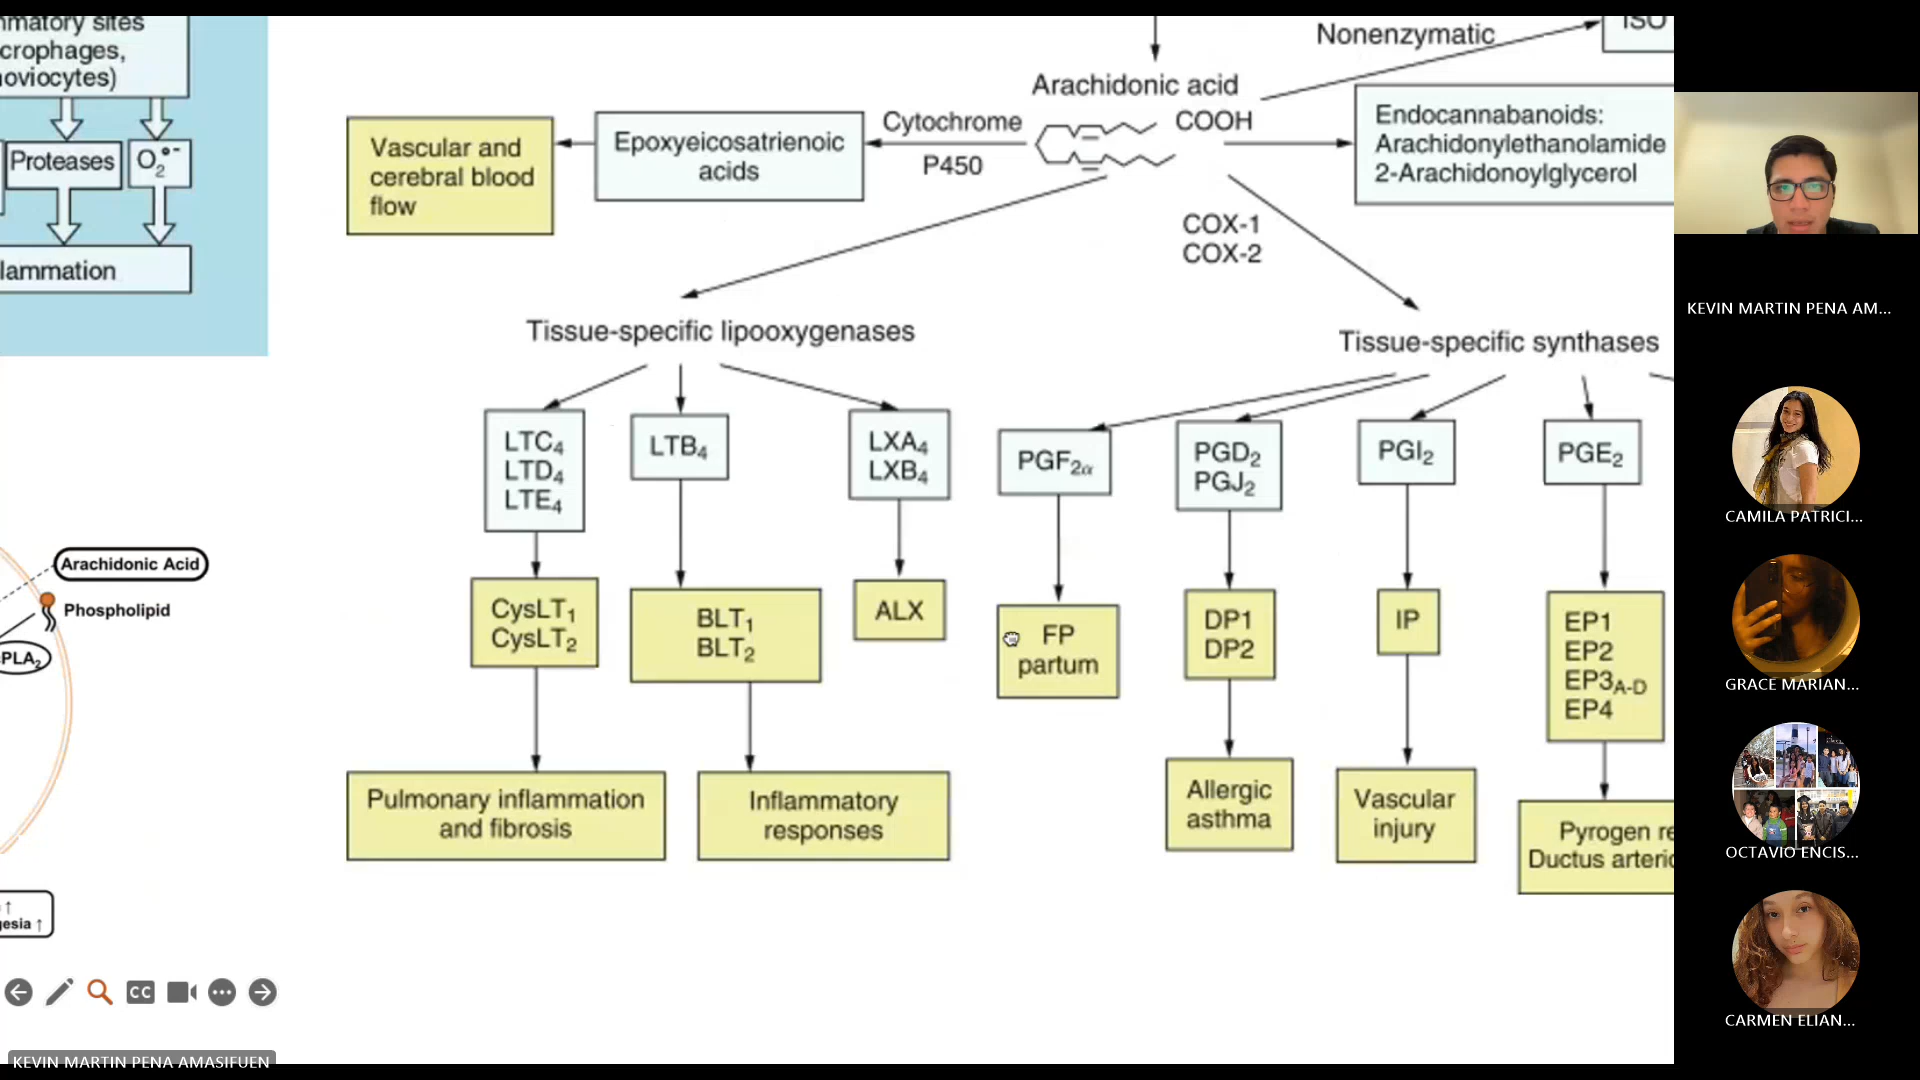 nmatory sites
crophages,
noviocytes)
Proteases
O2•-
lammation
Arachidonic Acid
Phospholipid
PLA2
↑
gesia ↑
Nonenzymatic
ISO
Arachidonic acid
COOH
Cytochrome
P450
Epoxyeicosatrienoic
acids
Vascular and
cerebral blood
flow
Endocannabanoids:
Arachidonylethanolamide
2-Arachidonoylglycerol
COX-1
COX-2
Tissue-specific lipooxygenases
Tissue-specific synthases
LTC4
LTD4
LTE4
LTB4
LXA4
LXB4
PGF2α
PGD2
PGJ2
PGI2
PGE2
CysLT1
CysLT2
BLT1
BLT2
ALX
FP
partum
DP1
DP2
IP
EP1
EP2
EP3A-D
EP4
Pulmonary inflammation
and fibrosis
Inflammatory
responses
Allergic
asthma
Vascular
injury
Pyrogen re
Ductus arterio
CC
KEVIN MARTIN PENA AMASIFUEN
KEVIN MARTIN PENA AM...
CAMILA PATRICI...
GRACE MARIAN...
OCTAVIO ENCIS...
CARMEN ELIAN...